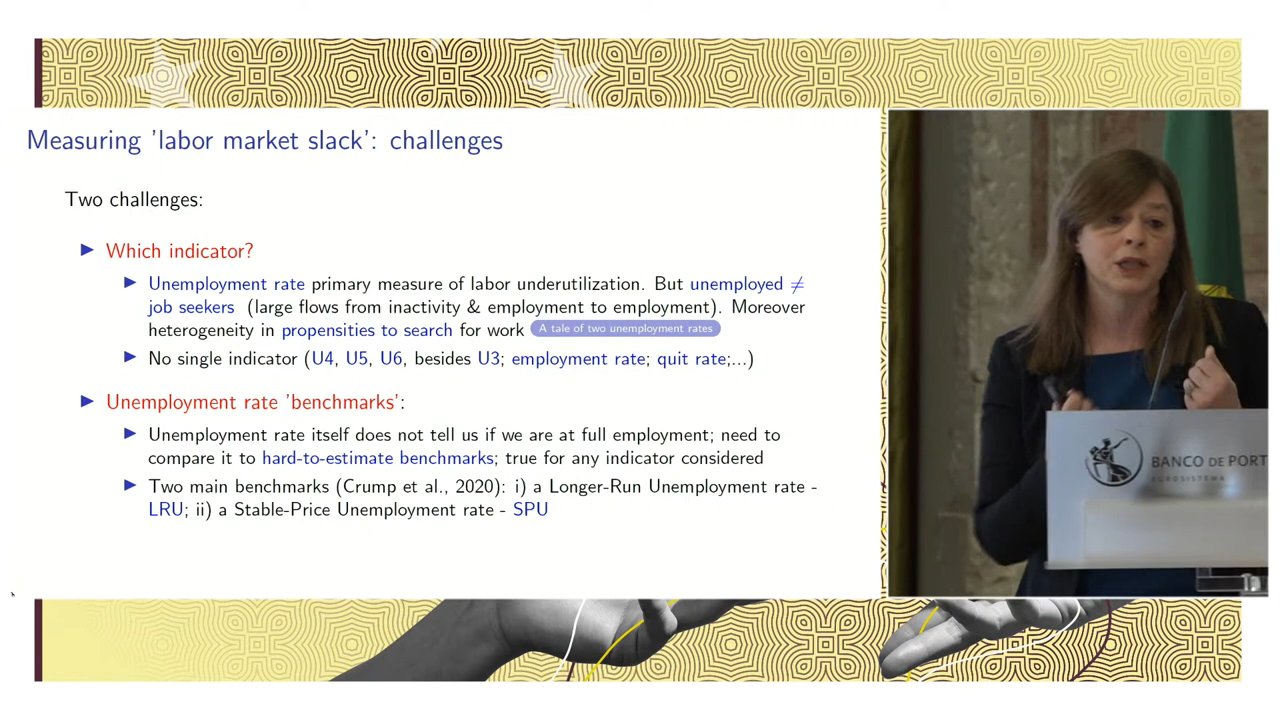 Measuring 'labor market slack': challenges
Two challenges:
▶ Which indicator?
▶ Unemployment rate primary measure of labor underutilization. But unemployed ≠
job seekers (large flows from inactivity & employment to employment). Moreover
heterogeneity in propensities to search for work A tale of two unemployment rates
▶ No single indicator (U4, U5, U6, besides U3; employment rate; quit rate;...)
▶ Unemployment rate 'benchmarks':
▶ Unemployment rate itself does not tell us if we are at full employment; need to
compare it to hard-to-estimate benchmarks; true for any indicator considered
▶ Two main benchmarks (Crump et al., 2020): i) a Longer-Run Unemployment rate -
LRU; ii) a Stable-Price Unemployment rate - SPU
BANCO DE PORT
EUROSISTEMA